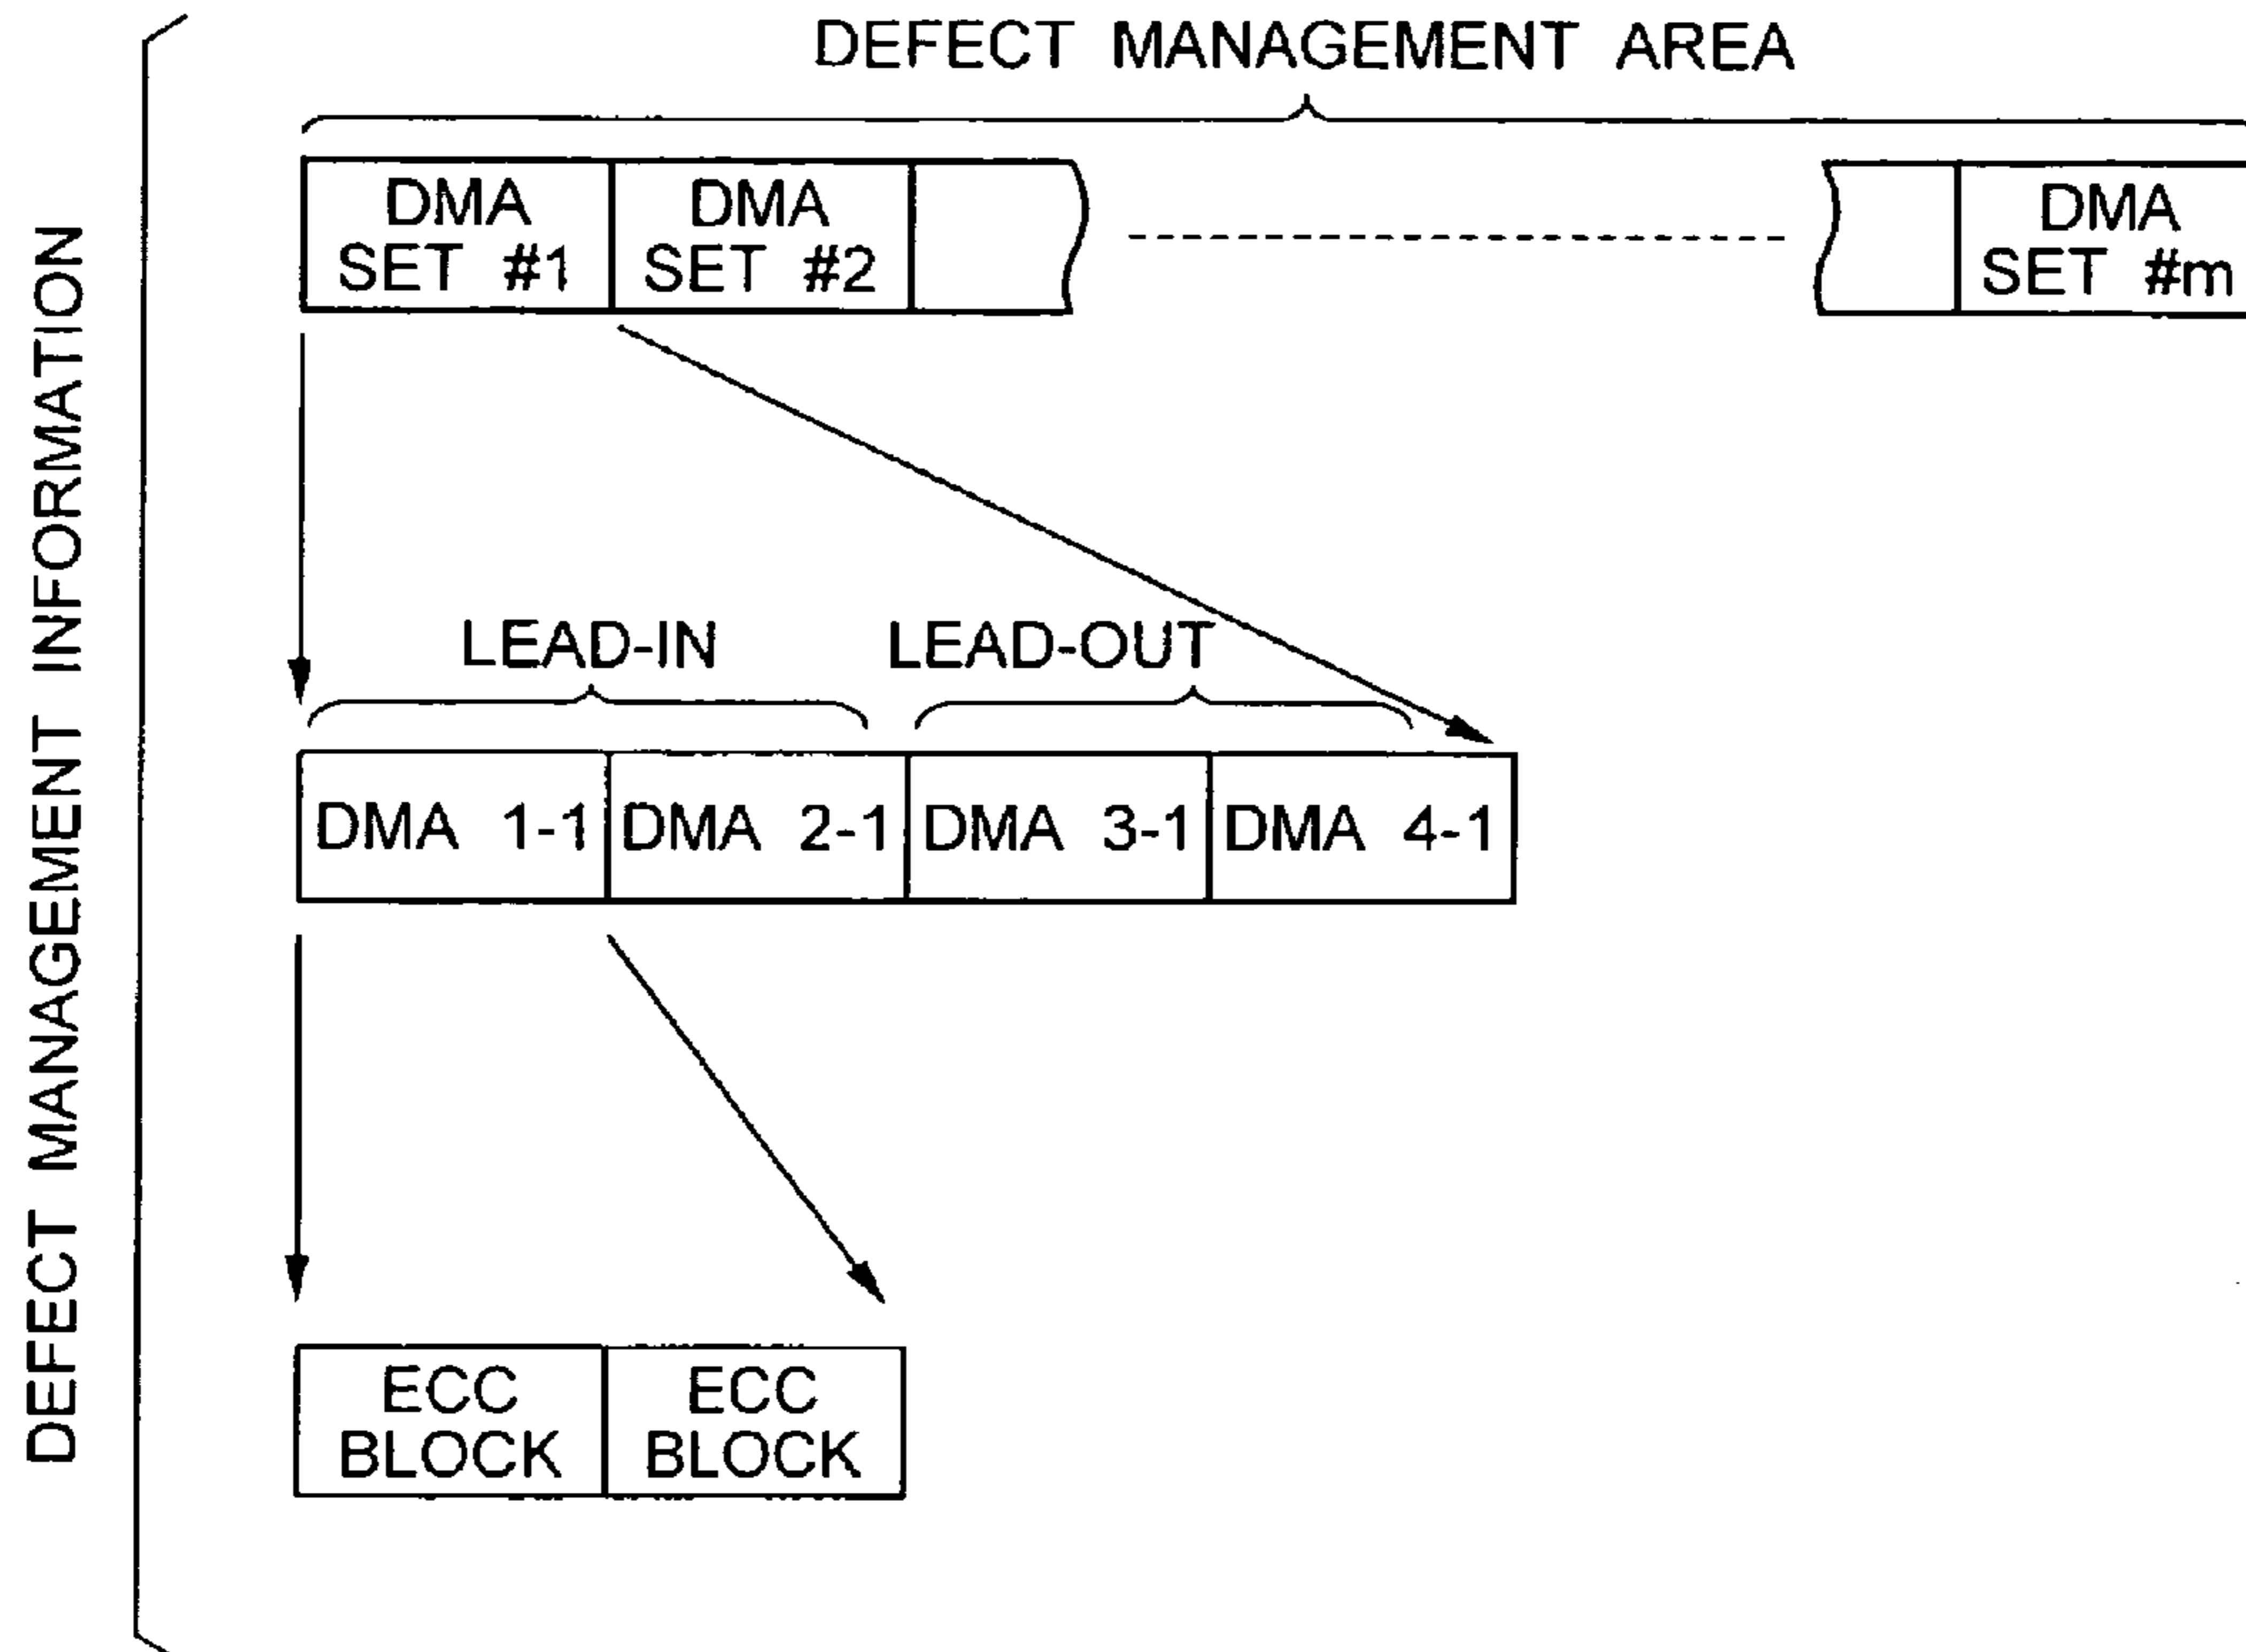 DEFECT MANAGEMENT AREA
DMA SET #1
DMA SET #2
DMA SET #m
DEFECT MANAGEMENT INFORMATION
LEAD-IN
LEAD-OUT
DMA 1-1
DMA 2-1
DMA 3-1
DMA 4-1
ECC BLOCK
ECC BLOCK